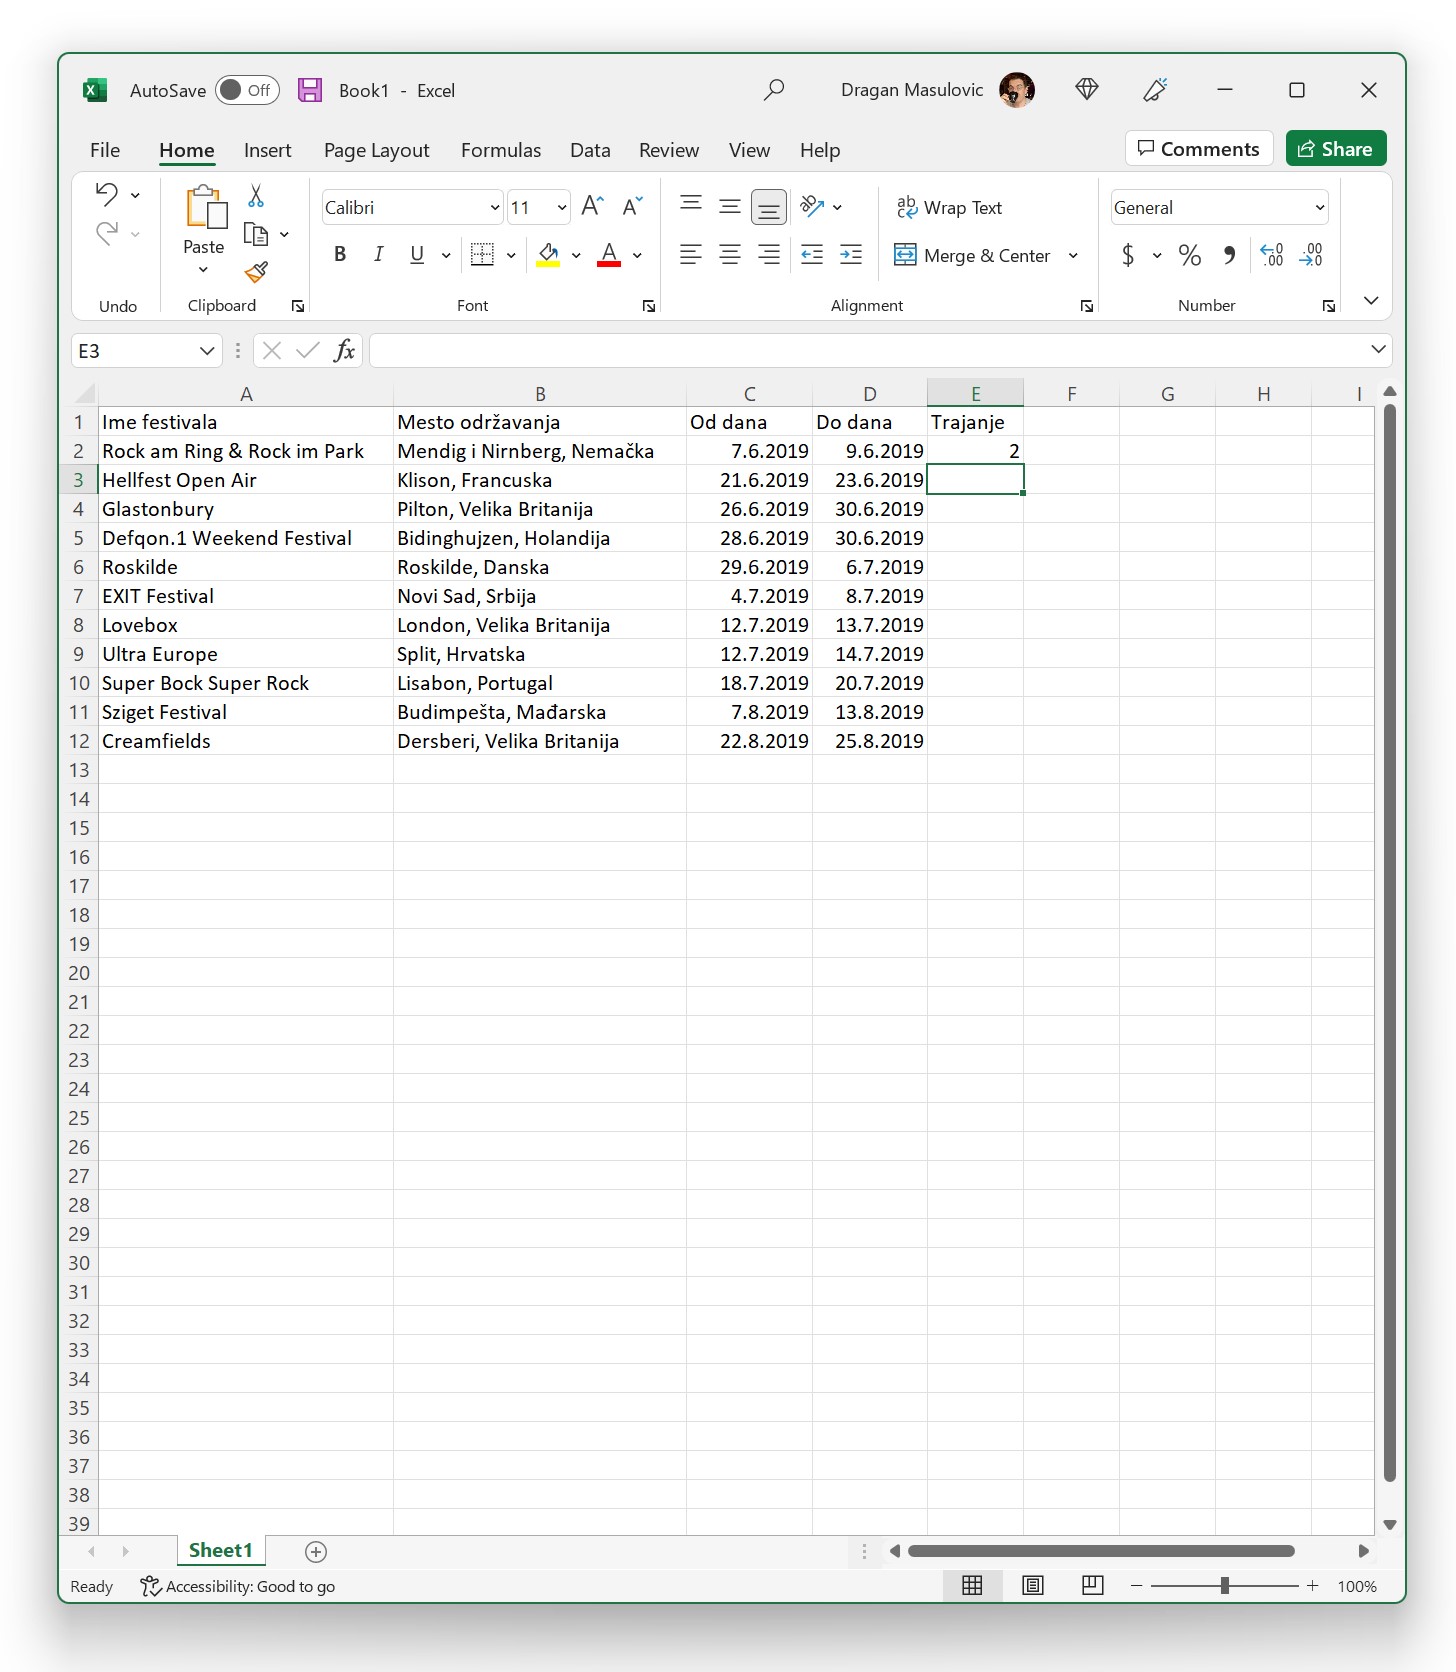 AutoSave Off Book1 - Excel Dragan Masulovic
File Home Insert Page Layout Formulas Data Review View Help Comments Share
Paste Calibri 11 Wrap Text General
B I U Merge & Center $ % , .00 .00
Undo Clipboard Font Alignment Number
E3 fx
A B C D E F G H I
1 Ime festivala Mesto održavanja Od dana Do dana Trajanje
2 Rock am Ring & Rock im Park Mendig i Nirnberg, Nemačka 7.6.2019 9.6.2019 2
3 Hellfest Open Air Klison, Francuska 21.6.2019 23.6.2019
4 Glastonbury Pilton, Velika Britanija 26.6.2019 30.6.2019
5 Defqon.1 Weekend Festival Bidinghujzen, Holandija 28.6.2019 30.6.2019
6 Roskilde Roskilde, Danska 29.6.2019 6.7.2019
7 EXIT Festival Novi Sad, Srbija 4.7.2019 8.7.2019
8 Lovebox London, Velika Britanija 12.7.2019 13.7.2019
9 Ultra Europe Split, Hrvatska 12.7.2019 14.7.2019
10 Super Bock Super Rock Lisabon, Portugal 18.7.2019 20.7.2019
11 Sziget Festival Budimpešta, Mađarska 7.8.2019 13.8.2019
12 Creamfields Dersberi, Velika Britanija 22.8.2019 25.8.2019
13
14
15
16
17
18
19
20
21
22
23
24
25
26
27
28
29
30
31
32
33
34
35
36
37
38
39
Sheet1
Ready Accessibility: Good to go 100%